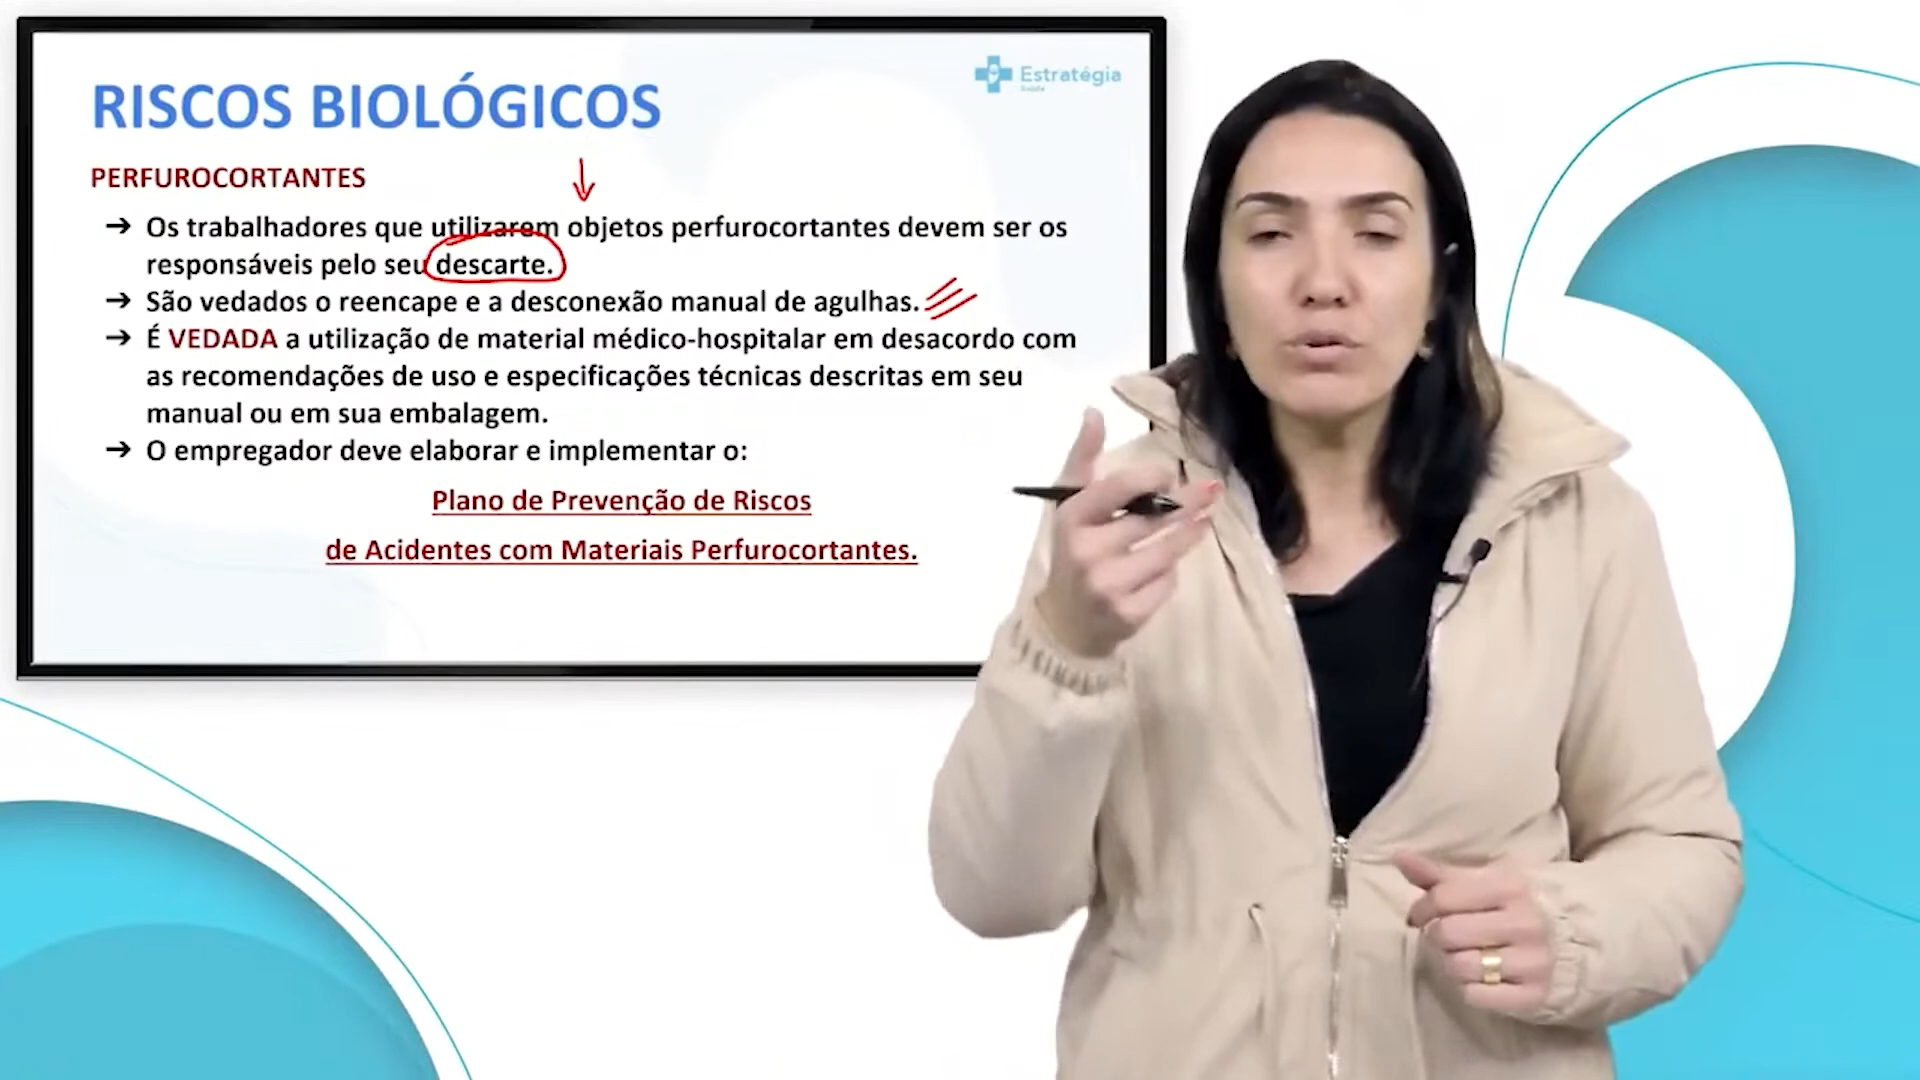 Estratégia
Saúde
RISCOS BIOLÓGICOS
PERFUROCORTANTES
➔ Os trabalhadores que utilizarem objetos perfurocortantes devem ser os
responsáveis pelo seu descarte.
➔ São vedados o reencape e a desconexão manual de agulhas.
➔ É VEDADA a utilização de material médico-hospitalar em desacordo com
as recomendações de uso e especificações técnicas descritas em seu
manual ou em sua embalagem.
➔ O empregador deve elaborar e implementar o:
Plano de Prevenção de Riscos
de Acidentes com Materiais Perfurocortantes.